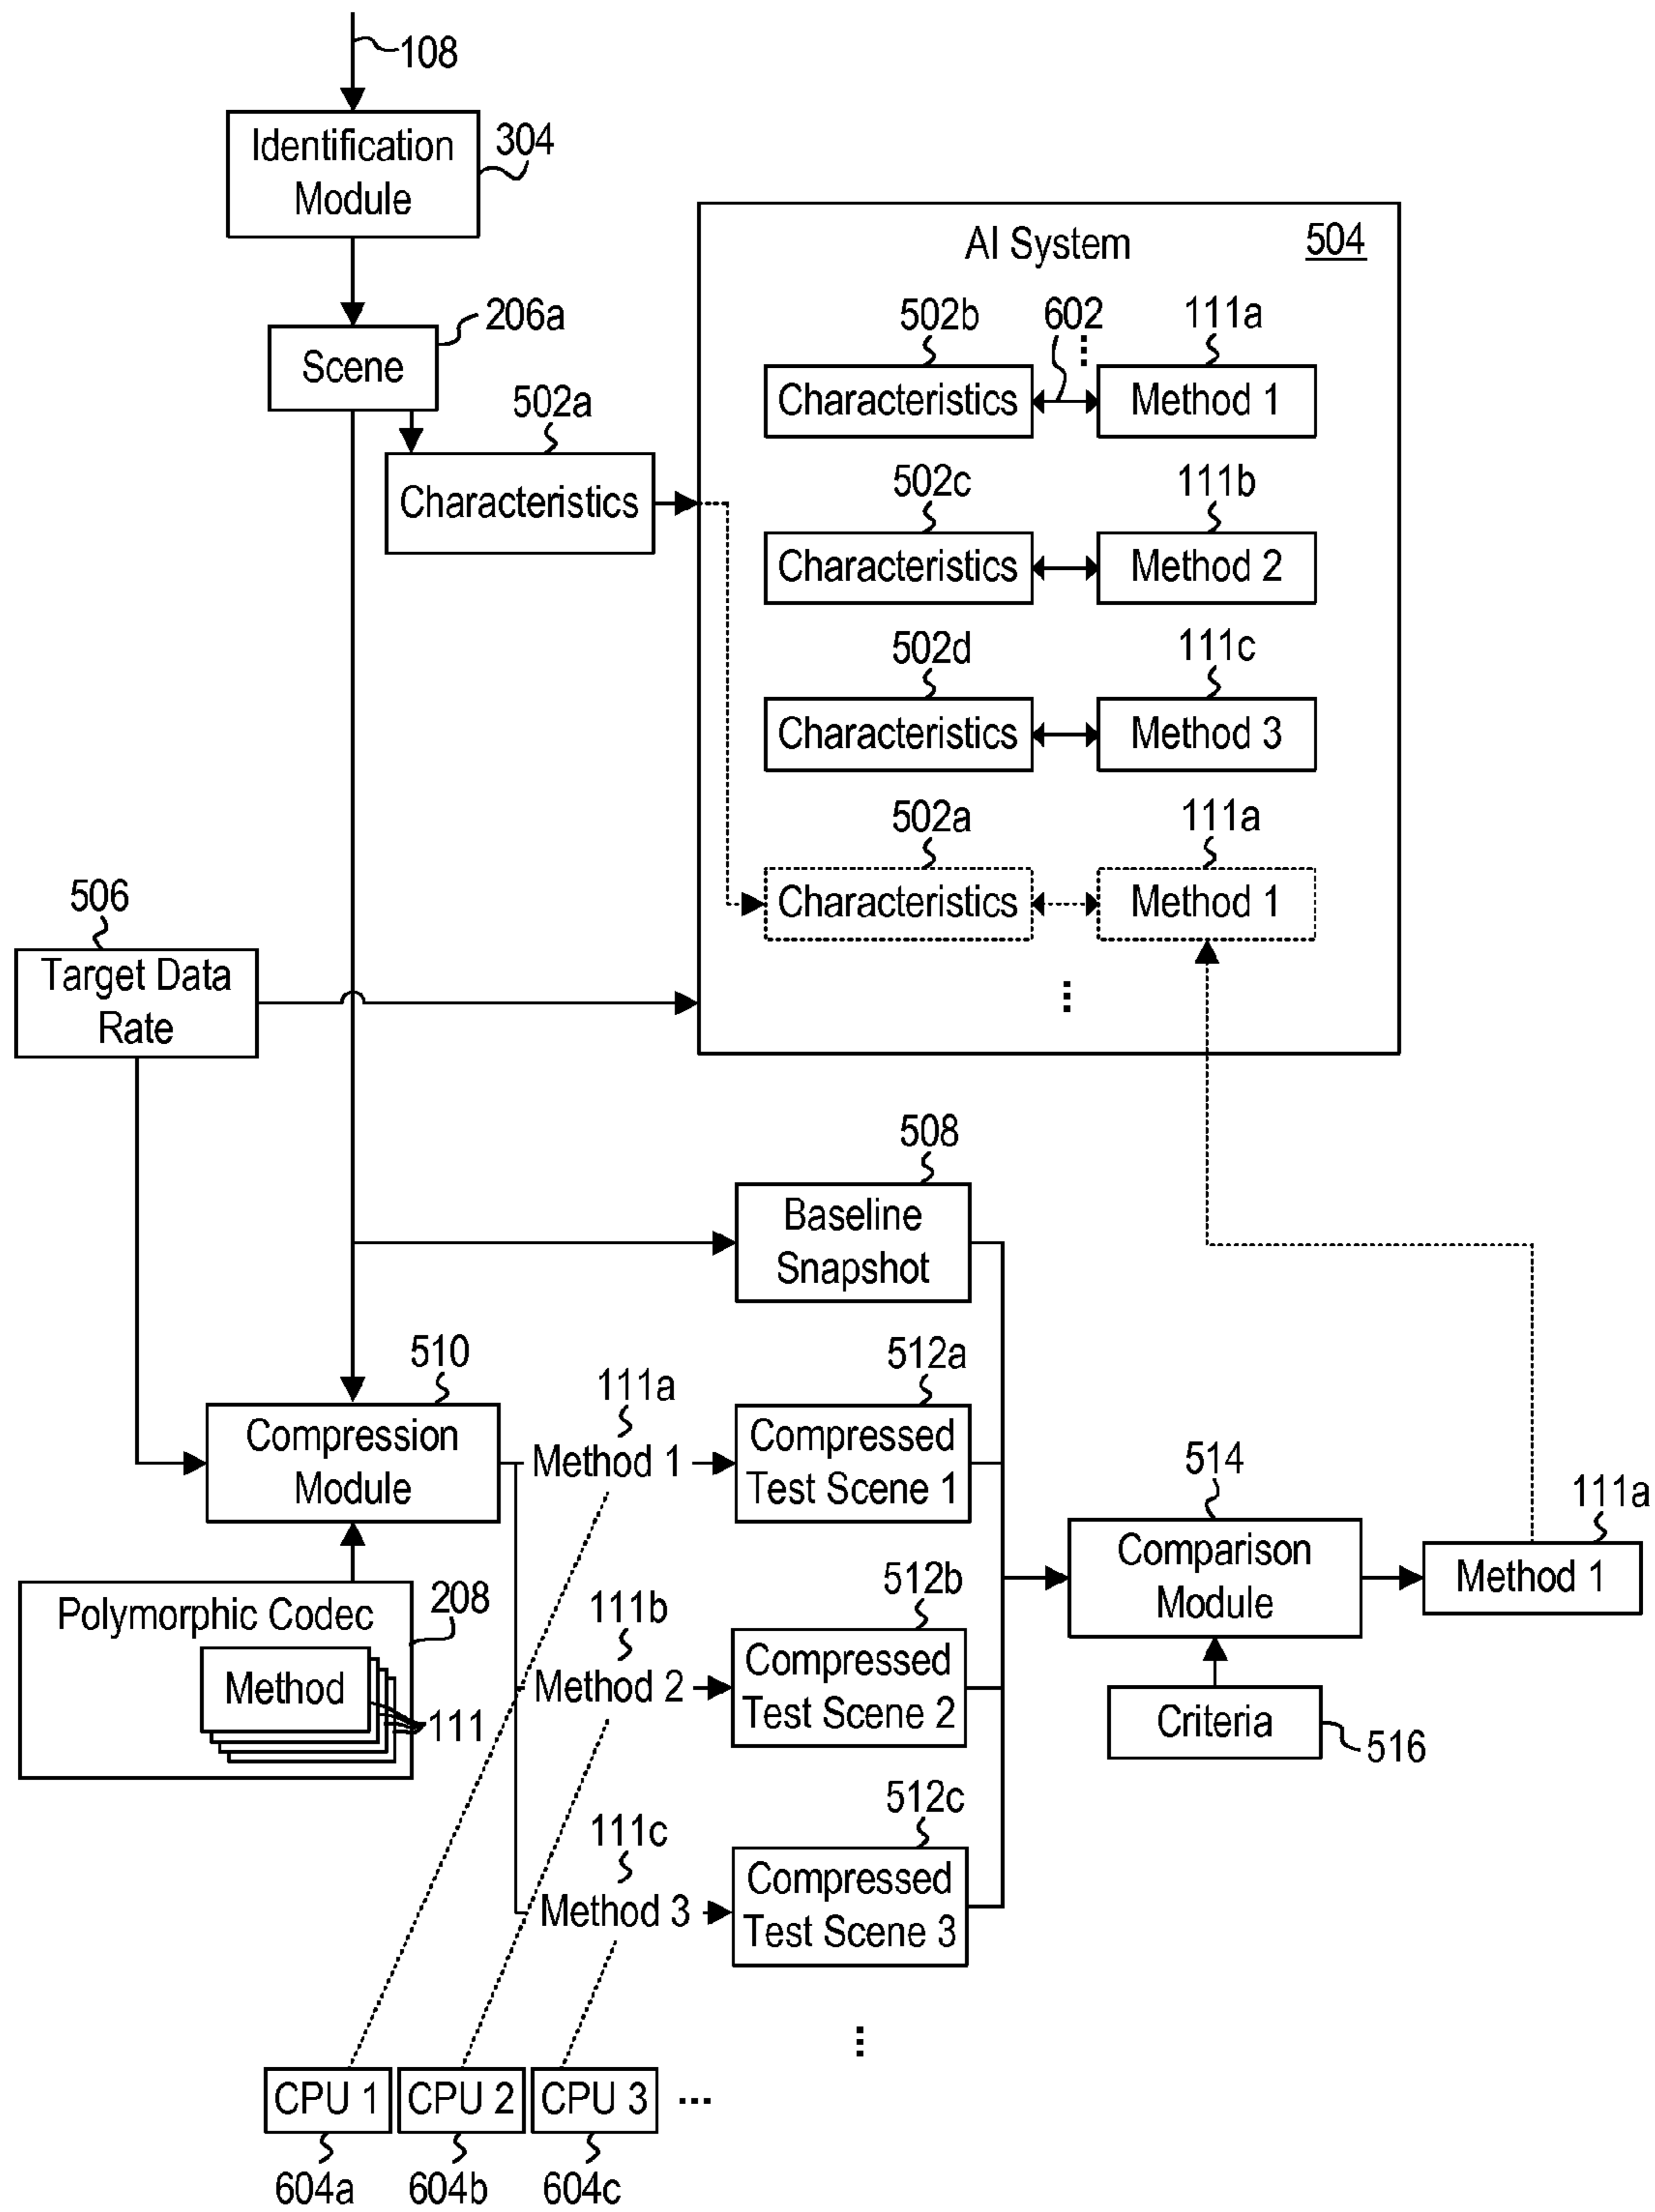 108
Identification
Module
304
AI System
504
Scene
206a
502b
602
111a
Characteristics
Method 1
502a
Characteristics
502c
111b
Characteristics
Method 2
502d
111c
Characteristics
Method 3
502a
111a
Characteristics
Method 1
506
Target Data
Rate
508
Baseline
Snapshot
510
Compression
Module
111a
Method 1
512a
Compressed
Test Scene 1
514
Comparison
Module
111a
Method 1
Polymorphic Codec
208
Method
111
111b
Method 2
512b
Compressed
Test Scene 2
Criteria
516
111c
Method 3
512c
Compressed
Test Scene 3
CPU 1
CPU 2
CPU 3
...
604a
604b
604c